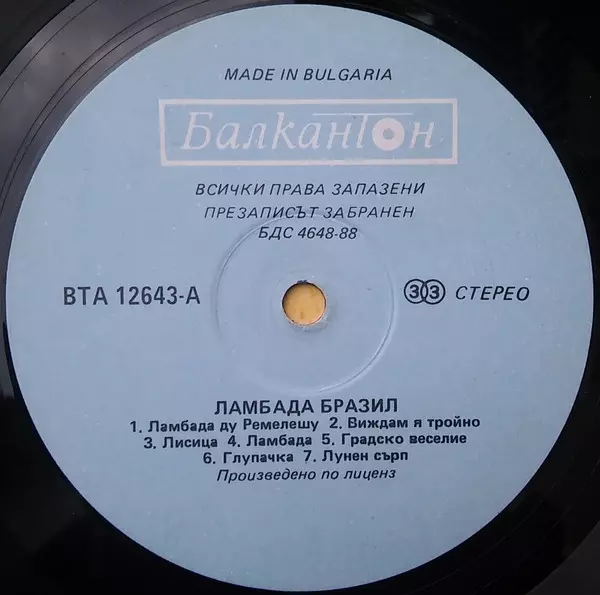 MADE IN BULGARIA
Балкантон
ВСИЧКИ ПРАВА ЗАПАЗЕНИ
ПРЕЗАПИСЪТ ЗАБРАНЕН
БДС 4648-88
ВТА 12643-А
33 СТЕРЕО
ЛАМБАДА БРАЗИЛ
1. Ламбада ду Ремелешу 2. Виждам я тройно
3. Лисица 4. Ламбада 5. Градско веселие
6. Глупачка 7. Лунен сърп
Произведено по лиценз